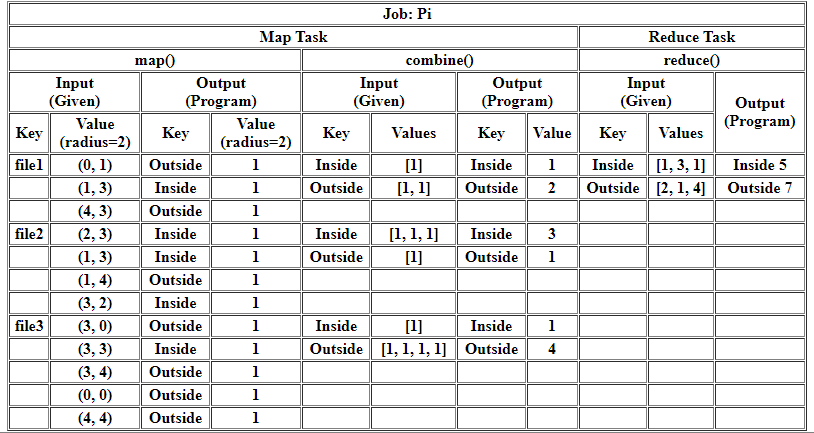 Job: Pi
Map Task Reduce Task
map() combine() reduce()
Input (Given) Output (Program) Input (Given) Output (Program) Input (Given) Output (Program)
Key Value (radius=2) Key Value (radius=2) Key Values Key Value Key Values
file1 (0, 1) Outside 1 Inside [1] Inside 1 Inside [1, 3, 1] Inside 5
(1, 3) Inside 1 Outside [1, 1] Outside 2 Outside [2, 1, 4] Outside 7
(4, 3) Outside 1
file2 (2, 3) Inside 1 Inside [1, 1, 1] Inside 3
(1, 3) Inside 1 Outside [1] Outside 1
(1, 4) Outside 1
(3, 2) Inside 1
file3 (3, 0) Outside 1 Inside [1] Inside 1
(3, 3) Inside 1 Outside [1, 1, 1, 1] Outside 4
(3, 4) Outside 1
(0, 0) Outside 1
(4, 4) Outside 1